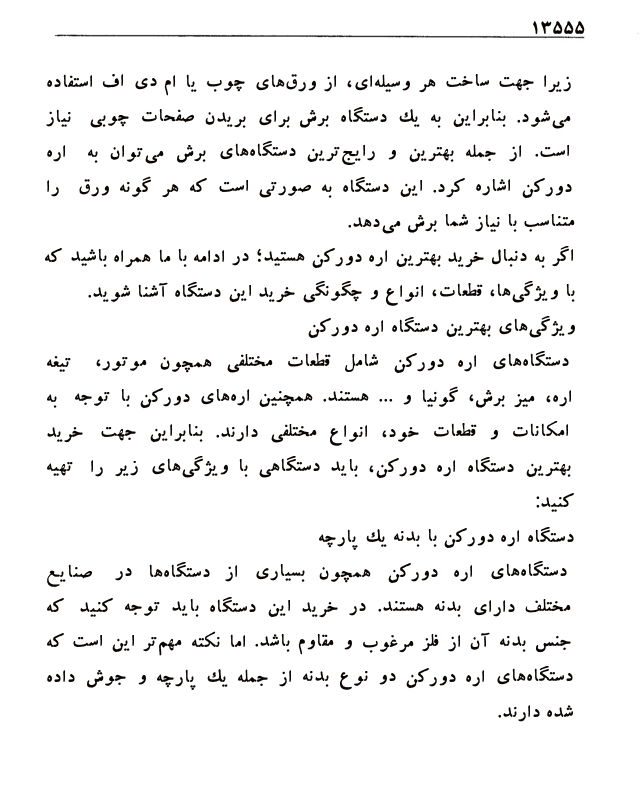 ۱۳۵۵۵
زیرا جهت ساخت هر وسیله‌ای، از ورق‌های چوب یا ام دی اف استفاده
می‌شود. بنابراین به یك دستگاه برش برای بریدن صفحات چوبی نیاز
است. از جمله بهترین و رایج‌ترین دستگاه‌های برش می‌توان به اره
دورکن اشاره کرد. این دستگاه به صورتی است که هر گونه ورق را
متناسب با نیاز شما برش می‌دهد.
اگر به دنبال خرید بهترین اره دورکن هستید؛ در ادامه با ما همراه باشید که
با ویژگی‌ها، قطعات، انواع و چگونگی خرید این دستگاه آشنا شوید.
ویژگی‌های بهترین دستگاه اره دورکن
دستگاه‌های اره دورکن شامل قطعات مختلفی همچون موتور، تیغه
اره، میز برش، گونیا و ... هستند. همچنین اره‌های دورکن با توجه به
امکانات و قطعات خود، انواع مختلفی دارند. بنابراین جهت خرید
بهترین دستگاه اره دورکن، باید دستگاهی با ویژگی‌های زیر را تهیه
کنید:
دستگاه اره دورکن با بدنه یك پارچه
دستگاه‌های اره دورکن همچون بسیاری از دستگاه‌ها در صنایع
مختلف دارای بدنه هستند. در خرید این دستگاه باید توجه کنید که
جنس بدنه آن از فلز مرغوب و مقاوم باشد. اما نکته مهم‌تر این است که
دستگاه‌های اره دورکن دو نوع بدنه از جمله یك پارچه و جوش داده
شده دارند.